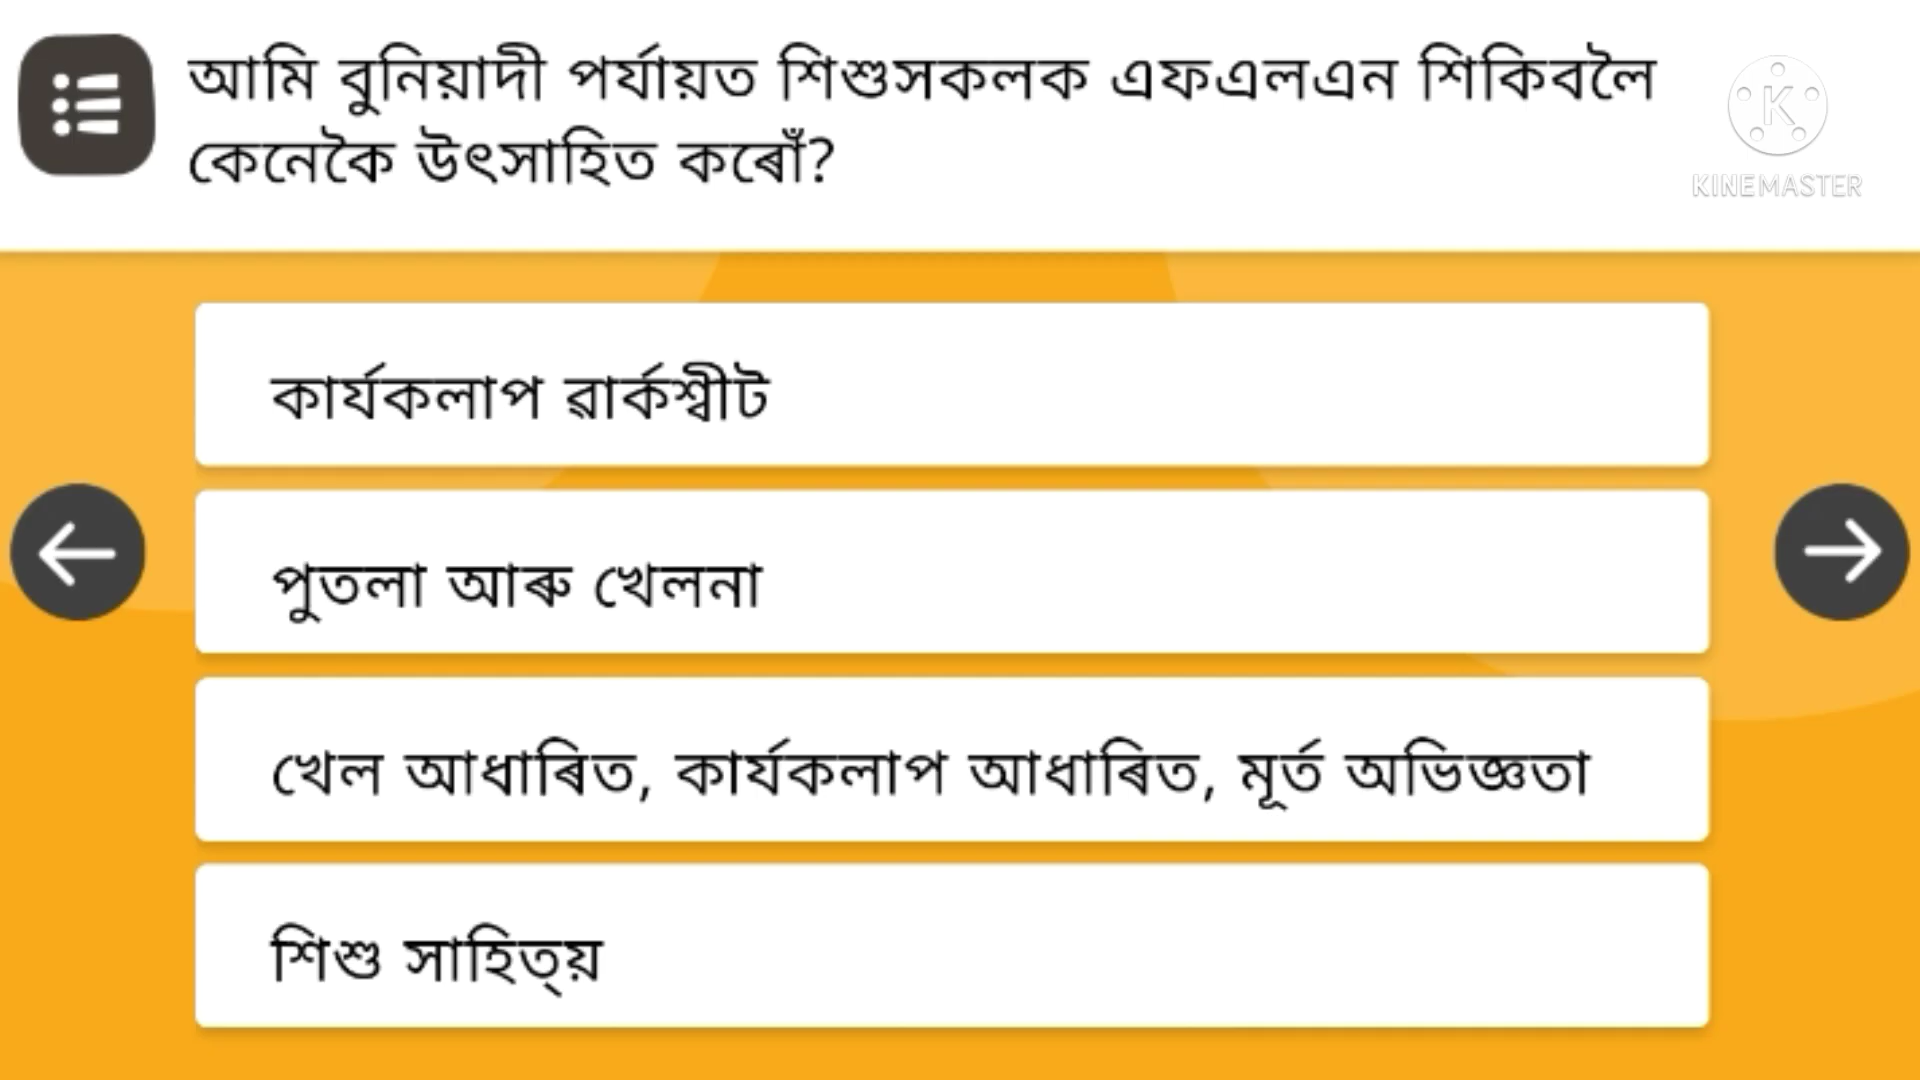 আমি বুনিয়াদী পৰ্যায়ত শিশুসকলক এফএলএন শিকিবলৈ
কেনেকৈ উৎসাহিত কৰোঁ?
KINEMASTER
কাৰ্যকলাপ ৱাৰ্কশ্বীট
পুতলা আৰু খেলনা
খেল আধাৰিত, কাৰ্যকলাপ আধাৰিত, মূৰ্ত অভিজ্ঞতা
শিশু সাহিত্য়